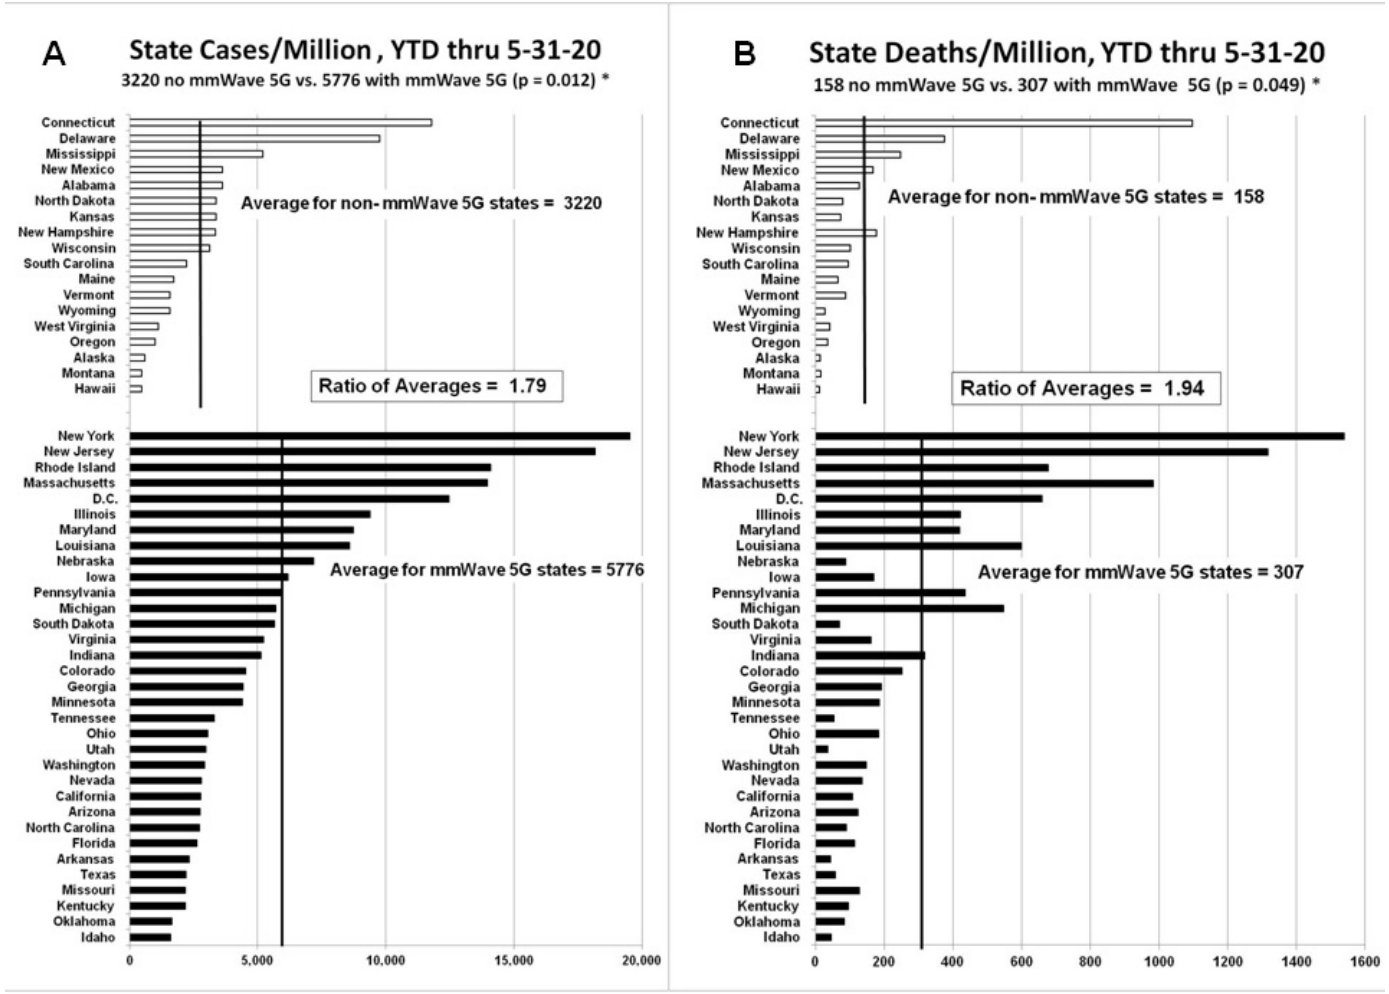 A
State Cases/Million , YTD thru 5-31-20
3220 no mmWave 5G vs. 5776 with mmWave 5G (p = 0.012) *
Connecticut
Delaware
Mississippi
New Mexico
Alabama
North Dakota
Kansas
New Hampshire
Wisconsin
South Carolina
Maine
Vermont
Wyoming
West Virginia
Oregon
Alaska
Montana
Hawaii
Average for non- mmWave 5G states = 3220
Ratio of Averages = 1.79
New York
New Jersey
Rhode Island
Massachusetts
D.C.
Illinois
Maryland
Louisiana
Nebraska
Iowa
Pennsylvania
Michigan
South Dakota
Virginia
Indiana
Colorado
Georgia
Minnesota
Tennessee
Ohio
Utah
Washington
Nevada
California
Arizona
North Carolina
Florida
Arkansas
Texas
Missouri
Kentucky
Oklahoma
Idaho
Average for mmWave 5G states = 5776
0 5,000 10,000 15,000 20,000
B
State Deaths/Million, YTD thru 5-31-20
158 no mmWave 5G vs. 307 with mmWave 5G (p = 0.049) *
Connecticut
Delaware
Mississippi
New Mexico
Alabama
North Dakota
Kansas
New Hampshire
Wisconsin
South Carolina
Maine
Vermont
Wyoming
West Virginia
Oregon
Alaska
Montana
Hawaii
Average for non- mmWave 5G states = 158
Ratio of Averages = 1.94
New York
New Jersey
Rhode Island
Massachusetts
D.C.
Illinois
Maryland
Louisiana
Nebraska
Iowa
Pennsylvania
Michigan
South Dakota
Virginia
Indiana
Colorado
Georgia
Minnesota
Tennessee
Ohio
Utah
Washington
Nevada
California
Arizona
North Carolina
Florida
Arkansas
Texas
Missouri
Kentucky
Oklahoma
Idaho
Average for mmWave 5G states = 307
0 200 400 600 800 1000 1200 1400 1600